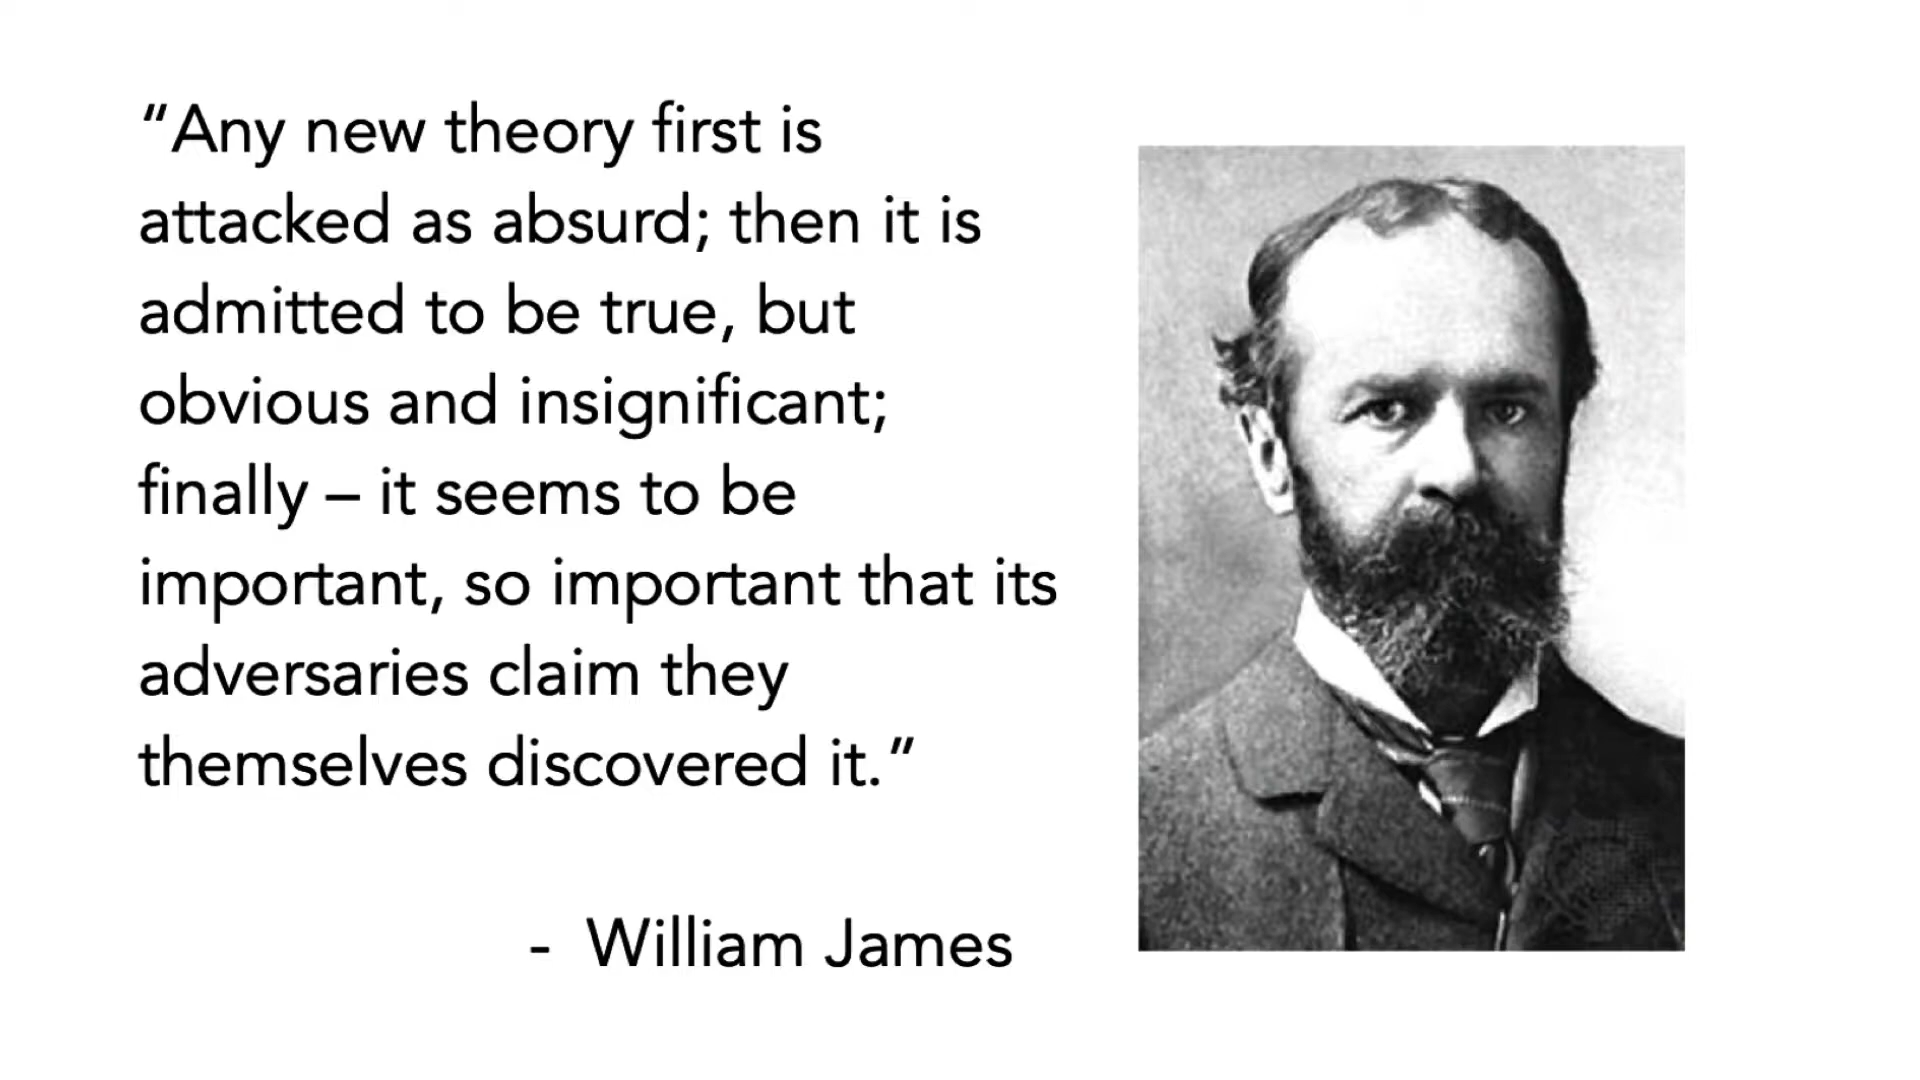 “Any new theory first is
attacked as absurd; then it is
admitted to be true, but
obvious and insignificant;
finally – it seems to be
important, so important that its
adversaries claim they
themselves discovered it.”
- William James